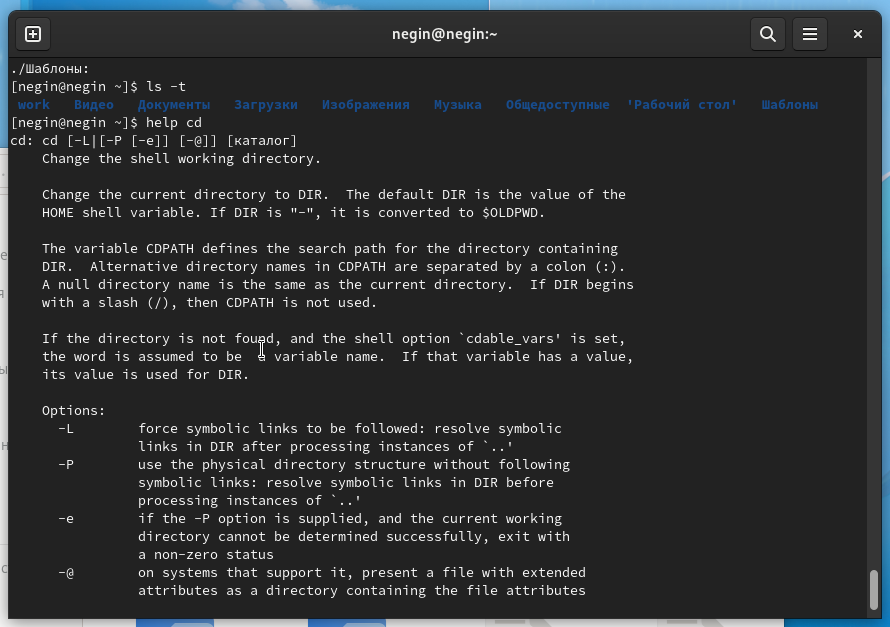 negin@negin:~
./Шаблоны:
[negin@negin ~]$ ls -t
work Видео Документы Загрузки Изображения Музыка Общедоступные 'Рабочий стол' Шаблоны
[negin@negin ~]$ help cd
cd: cd [-L|[-P [-e]] [-@]] [каталог]
Change the shell working directory.
Change the current directory to DIR.  The default DIR is the value of the
HOME shell variable. If DIR is "-", it is converted to $OLDPWD.
The variable CDPATH defines the search path for the directory containing
DIR.  Alternative directory names in CDPATH are separated by a colon (:).
A null directory name is the same as the current directory.  If DIR begins
with a slash (/), then CDPATH is not used.
If the directory is not found, and the shell option `cdable_vars' is set,
the word is assumed to be  a variable name.  If that variable has a value,
its value is used for DIR.
Options:
-L force symbolic links to be followed: resolve symbolic
links in DIR after processing instances of `..'
-P use the physical directory structure without following
symbolic links: resolve symbolic links in DIR before
processing instances of `..'
-e if the -P option is supplied, and the current working
directory cannot be determined successfully, exit with
a non-zero status
-@ on systems that support it, present a file with extended
attributes as a directory containing the file attributes